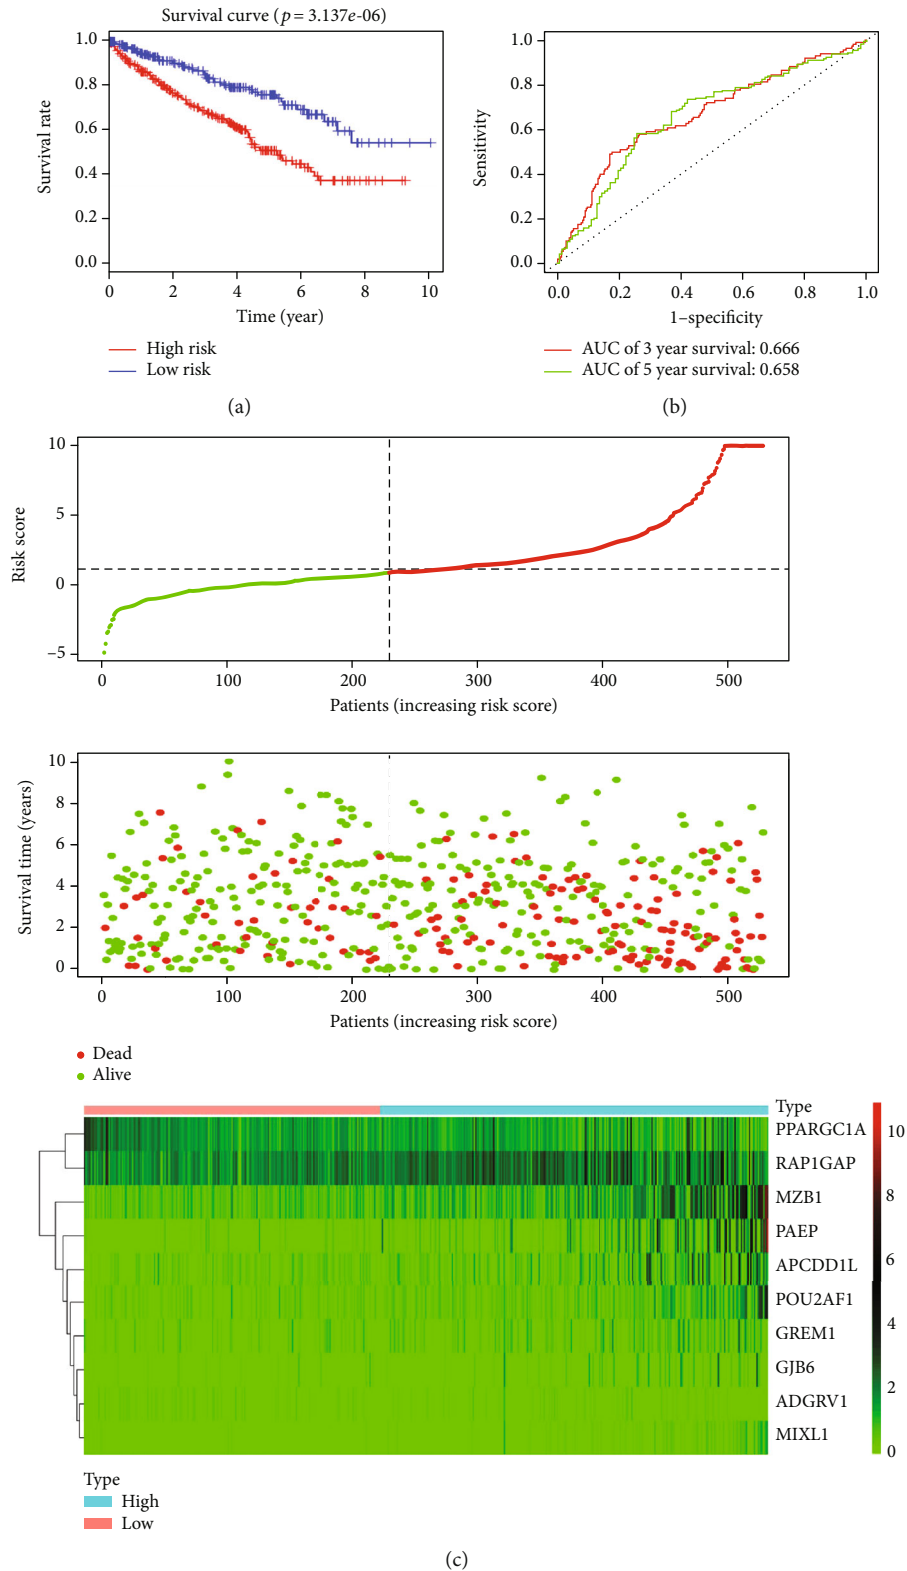 Survival curve (p = 3.137e-06)
1.0
0.8
0.6
0.4
0.2
0.0
Survival rate
0 2 4 6 8 10
Time (year)
High risk
Low risk
(a)
1.0
0.8
0.6
0.4
0.2
0.0
Sensitivity
0.0 0.2 0.4 0.6 0.8 1.0
1–specificity
AUC of 3 year survival: 0.666
AUC of 5 year survival: 0.658
(b)
10
5
0
−5
Risk score
0 100 200 300 400 500
Patients (increasing risk score)
10
8
6
4
2
0
Survival time (years)
0 100 200 300 400 500
Patients (increasing risk score)
Dead
Alive
Type
PPARGC1A
RAP1GAP
MZB1
PAEP
APCDD1L
POU2AF1
GREM1
GJB6
ADGRV1
MIXL1
10
8
6
4
2
0
Type
High
Low
(c)